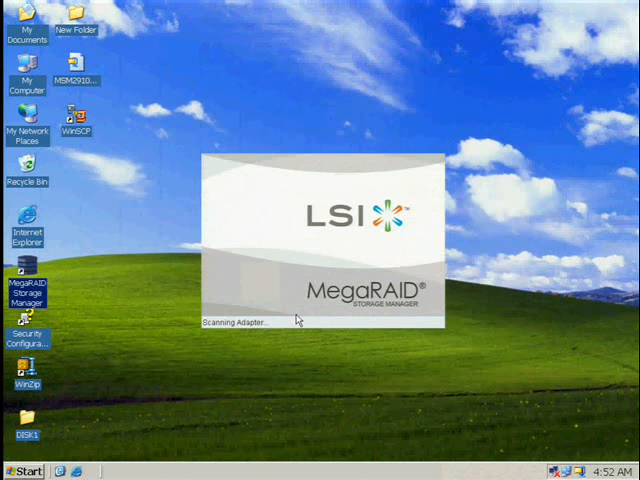 My
Documents
New Folder
My
Computer
MSM2910...
My Network
Places
WinSCP
Recycle Bin
Internet
Explorer
MegaRAID
Storage
Manager
Security
Configura...
WinZip
DISK1
LSI™
MegaRAID®
STORAGE MANAGER
Scanning Adapter...
Start
4:52 AM